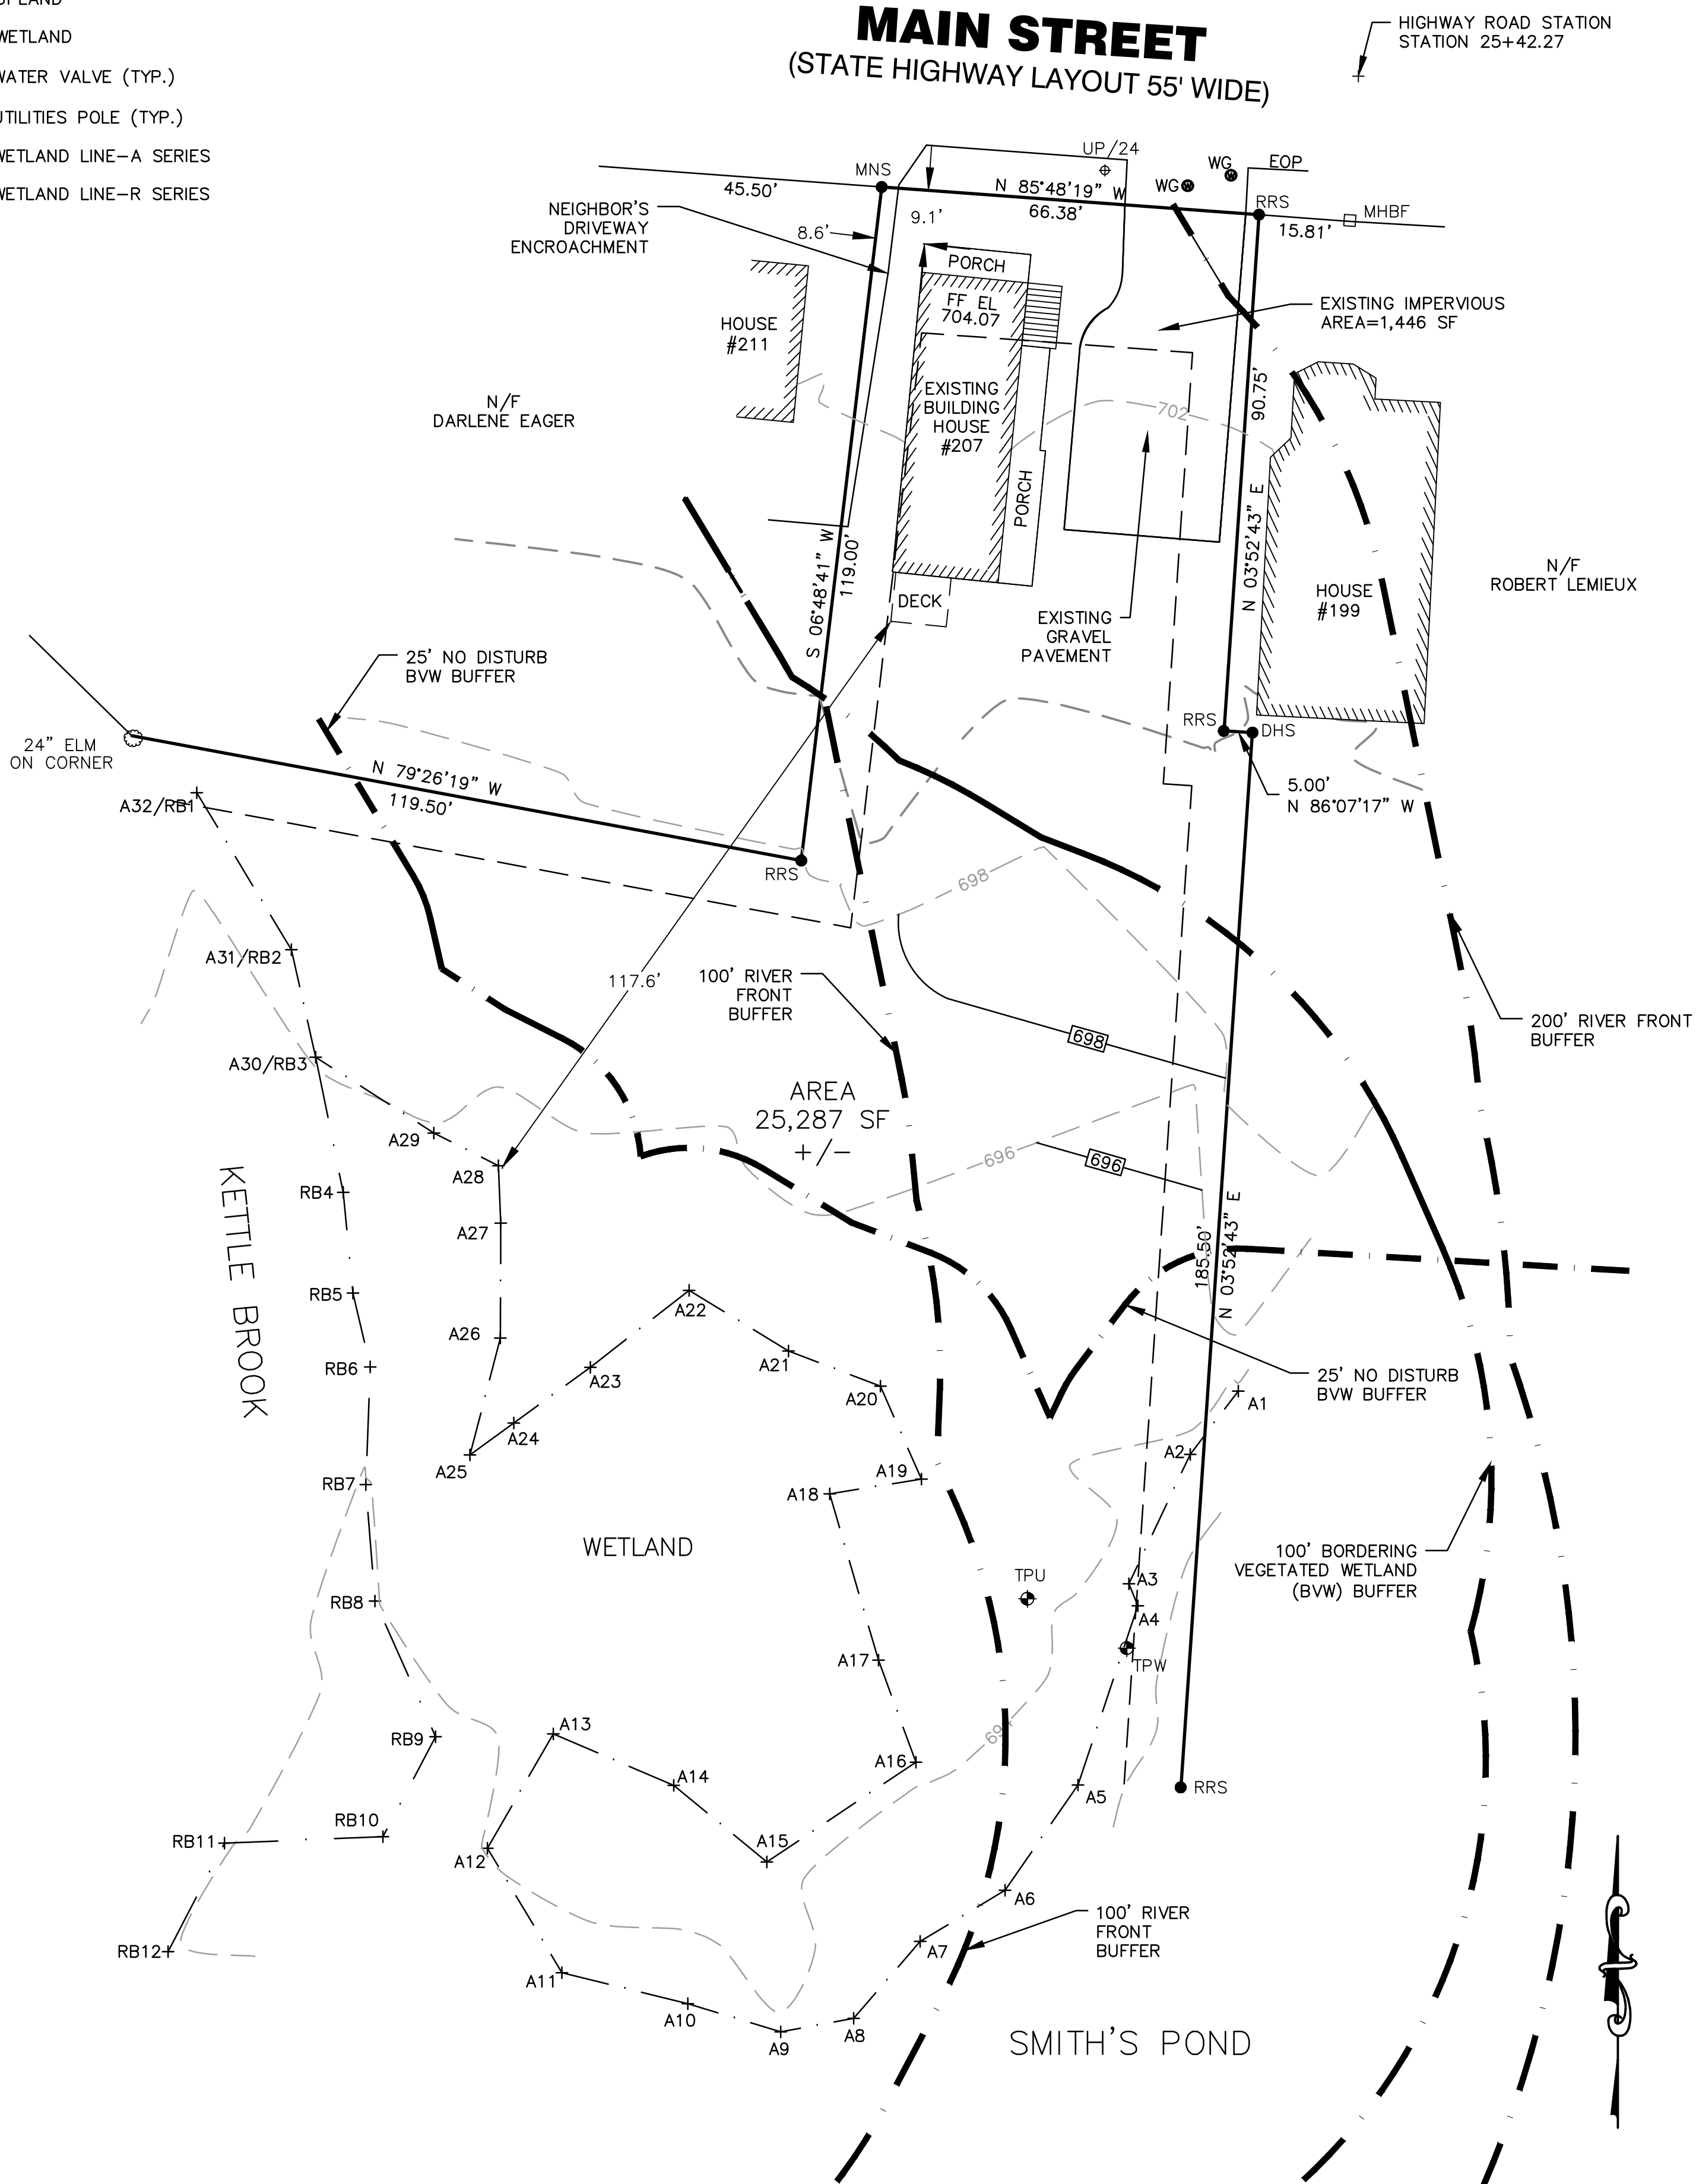 WETLAND
WATER VALVE (TYP.)
UTILITIES POLE (TYP.)
WETLAND LINE-A SERIES
WETLAND LINE-R SERIES
MAIN STREET
(STATE HIGHWAY LAYOUT 55' WIDE)
HIGHWAY ROAD STATION
STATION 25+42.27
UP/24
WG
EOP
WG
MNS
45.50'
N 85°48'19" W
66.38'
RRS
MHBF
15.81'
NEIGHBOR'S
DRIVEWAY
ENCROACHMENT
8.6'
9.1'
PORCH
FF EL
704.07
HOUSE
#211
EXISTING IMPERVIOUS
AREA=1,446 SF
N/F
DARLENE EAGER
EXISTING
BUILDING
HOUSE
#207
702
90.75'
PORCH
N 03°52'43" E
S 06°48'41" W
119.00'
DECK
EXISTING
GRAVEL
PAVEMENT
HOUSE
#199
N/F
ROBERT LEMIEUX
25' NO DISTURB
BVW BUFFER
24" ELM
ON CORNER
N 79°26'19" W
119.50'
RRS
DHS
5.00'
N 86°07'17" W
A32/RB1
RRS
698
A31/RB2
117.6'
100' RIVER
FRONT
BUFFER
200' RIVER FRONT
BUFFER
698
A30/RB3
AREA
25,287 SF
+/-
A29
696
696
A28
KETTLE BROOK
RB4
A27
185.50'
N 03°52'43" E
RB5
A26
A22
RB6
A23
A21
A20
25' NO DISTURB
BVW BUFFER
A1
A24
A25
A2
RB7
A19
A18
WETLAND
100' BORDERING
VEGETATED WETLAND
(BVW) BUFFER
TPU
A3
A4
RB8
A17
TPW
RB9
A13
694
A16
A14
A5
RRS
RB10
RB11
A15
A12
A6
100' RIVER
FRONT
BUFFER
A7
RB12
A11
A10
A9
A8
SMITH'S POND